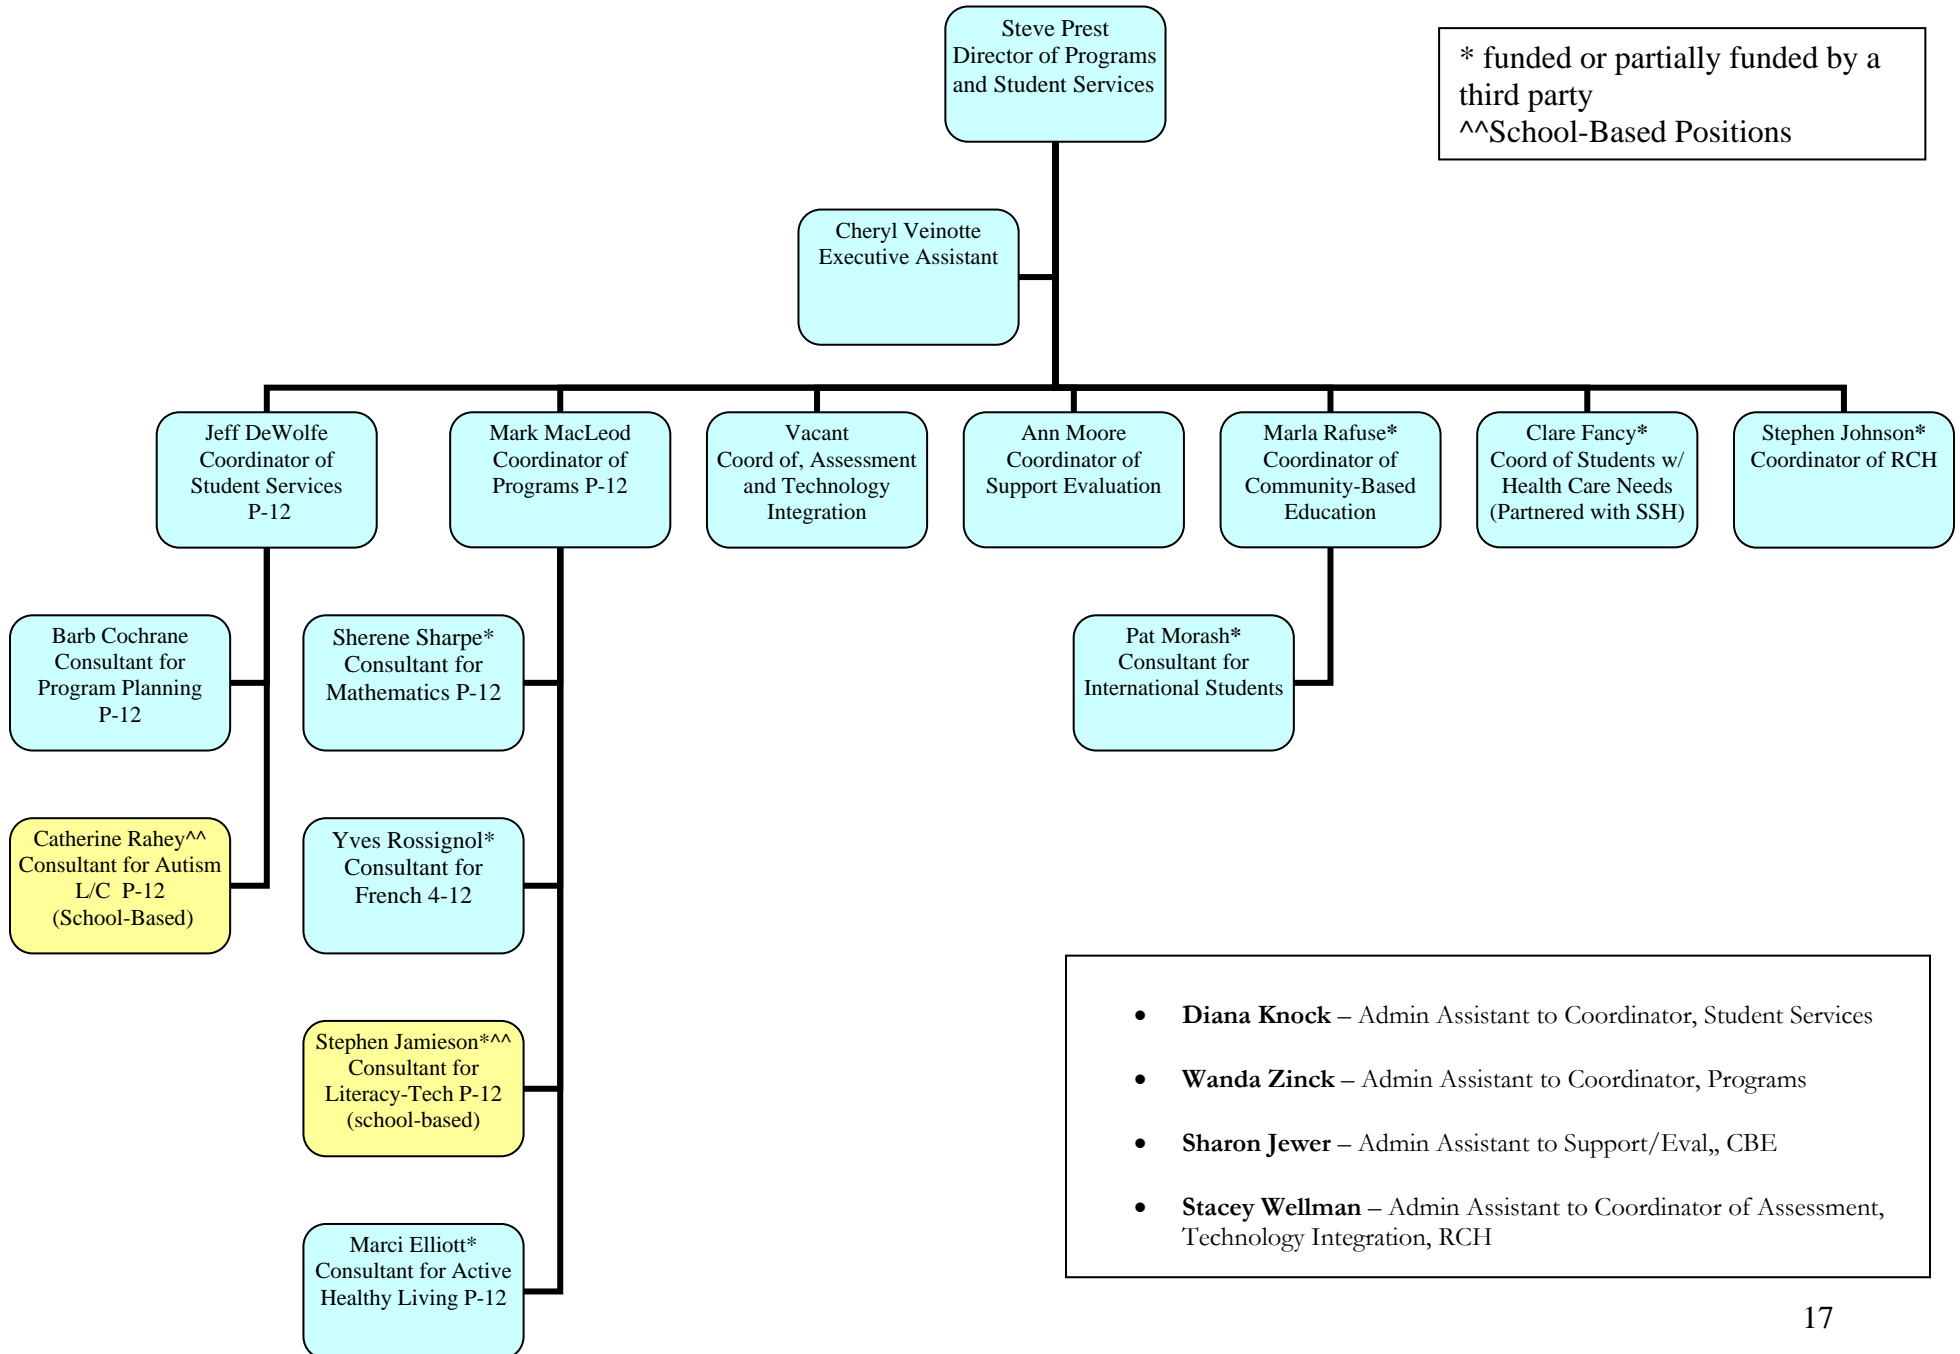 Steve Prest
Director of Programs
and Student Services
* funded or partially funded by a
third party
^^School-Based Positions
Cheryl Veinotte
Executive Assistant
Jeff DeWolfe
Coordinator of
Student Services
P-12
Mark MacLeod
Coordinator of
Programs P-12
Vacant
Coord of, Assessment
and Technology
Integration
Ann Moore
Coordinator of
Support Evaluation
Marla Rafuse*
Coordinator of
Community-Based
Education
Clare Fancy*
Coord of Students w/
Health Care Needs
(Partnered with SSH)
Stephen Johnson*
Coordinator of RCH
Barb Cochrane
Consultant for
Program Planning
P-12
Sherene Sharpe*
Consultant for
Mathematics P-12
Pat Morash*
Consultant for
International Students
Catherine Rahey^^
Consultant for Autism
L/C  P-12
(School-Based)
Yves Rossignol*
Consultant for
French 4-12
Stephen Jamieson*^^
Consultant for
Literacy-Tech P-12
(school-based)
Marci Elliott*
Consultant for Active
Healthy Living P-12
• Diana Knock – Admin Assistant to Coordinator, Student Services
• Wanda Zinck – Admin Assistant to Coordinator, Programs
• Sharon Jewer – Admin Assistant to Support/Eval,, CBE
• Stacey Wellman – Admin Assistant to Coordinator of Assessment,
Technology Integration, RCH
17